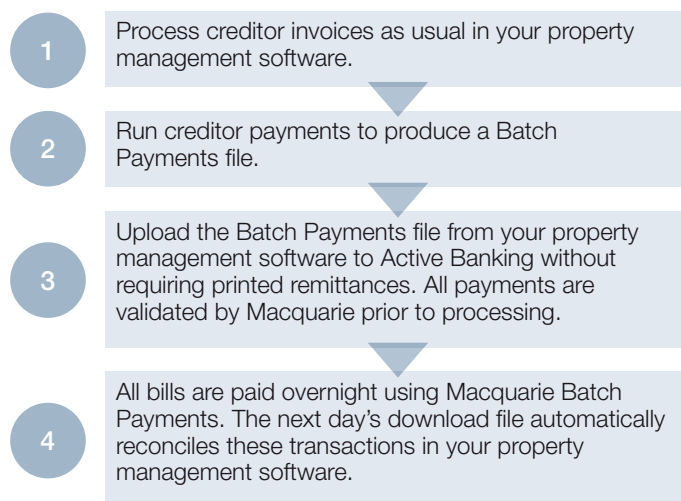 1
Process creditor invoices as usual in your property
management software.
2
Run creditor payments to produce a Batch
Payments file.
3
Upload the Batch Payments file from your property
management software to Active Banking without
requiring printed remittances. All payments are
validated by Macquarie prior to processing.
4
All bills are paid overnight using Macquarie Batch
Payments. The next day’s download file automatically
reconciles these transactions in your property
management software.